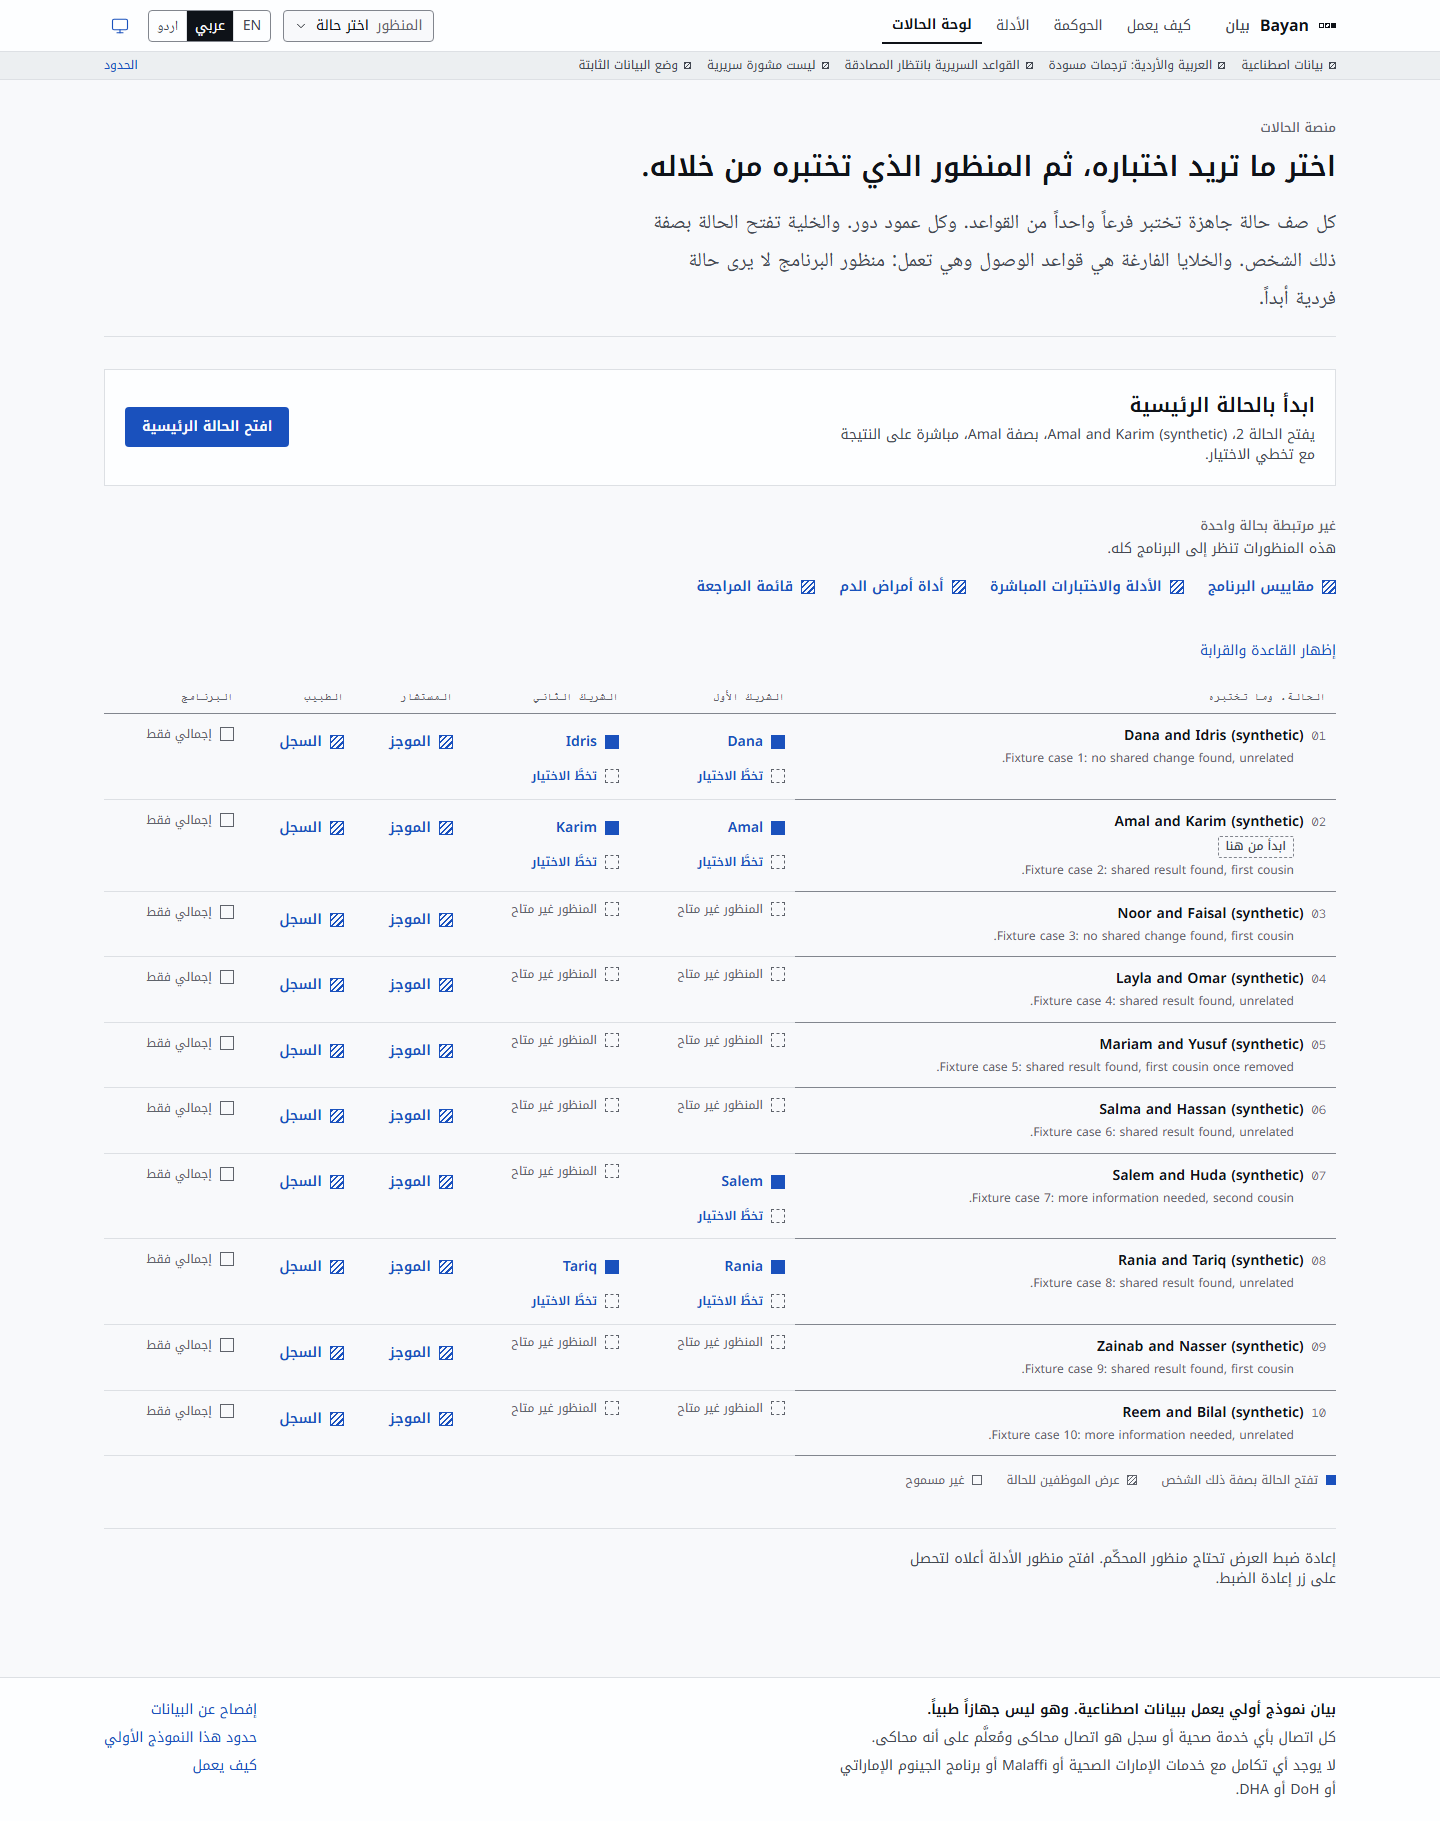 Bayan بيان
كيف يعمل
الحوكمة
الأدلة
لوحة الحالات
المنظور اختر حالة
EN عربي اردو
بيانات اصطناعية
العربية والأردية: ترجمات مسودة
القواعد السريرية بانتظار المصادقة
ليست مشورة سريرية
وضع البيانات الثابتة
الحدود
منصة الحالات
اختر ما تريد اختباره، ثم المنظور الذي تختبره من خلاله.
كل صف حالة جاهزة تختبر فرعاً واحداً من القواعد. وكل عمود دور. والخلية تفتح الحالة بصفة
ذلك الشخص. والخلايا الفارغة هي قواعد الوصول وهي تعمل: منظور البرنامج لا يرى حالة
فردية أبداً.
ابدأ بالحالة الرئيسية
يفتح الحالة 2، Amal and Karim (synthetic)، بصفة Amal، مباشرة على النتيجة
مع تخطي الاختيار.
افتح الحالة الرئيسية
غير مرتبطة بحالة واحدة
هذه المنظورات تنظر إلى البرنامج كله.
مقاييس البرنامج
الأدلة والاختبارات المباشرة
أداة أمراض الدم
قائمة المراجعة
إظهار القاعدة والقرابة
الحالة، وما تختبره
الشريك الأول
الشريك الثاني
المستشار
الطبيب
البرنامج
01 Dana and Idris (synthetic)
Fixture case 1: no shared change found, unrelated.
Dana
تخطَّ الاختيار
Idris
تخطَّ الاختيار
الموجز
السجل
إجمالي فقط
02 Amal and Karim (synthetic)
ابدأ من هنا
Fixture case 2: shared result found, first cousin.
Amal
تخطَّ الاختيار
Karim
تخطَّ الاختيار
الموجز
السجل
إجمالي فقط
03 Noor and Faisal (synthetic)
Fixture case 3: no shared change found, first cousin.
المنظور غير متاح
المنظور غير متاح
الموجز
السجل
إجمالي فقط
04 Layla and Omar (synthetic)
Fixture case 4: shared result found, unrelated.
المنظور غير متاح
المنظور غير متاح
الموجز
السجل
إجمالي فقط
05 Mariam and Yusuf (synthetic)
Fixture case 5: shared result found, first cousin once removed.
المنظور غير متاح
المنظور غير متاح
الموجز
السجل
إجمالي فقط
06 Salma and Hassan (synthetic)
Fixture case 6: shared result found, unrelated.
المنظور غير متاح
المنظور غير متاح
الموجز
السجل
إجمالي فقط
07 Salem and Huda (synthetic)
Fixture case 7: more information needed, second cousin.
Salem
تخطَّ الاختيار
المنظور غير متاح
الموجز
السجل
إجمالي فقط
08 Rania and Tariq (synthetic)
Fixture case 8: shared result found, unrelated.
Rania
تخطَّ الاختيار
Tariq
تخطَّ الاختيار
الموجز
السجل
إجمالي فقط
09 Zainab and Nasser (synthetic)
Fixture case 9: shared result found, first cousin.
المنظور غير متاح
المنظور غير متاح
الموجز
السجل
إجمالي فقط
10 Reem and Bilal (synthetic)
Fixture case 10: more information needed, unrelated.
المنظور غير متاح
المنظور غير متاح
الموجز
السجل
إجمالي فقط
تفتح الحالة بصفة ذلك الشخص
عرض الموظفين للحالة
غير مسموح
إعادة ضبط العرض تحتاج منظور المحكّم. افتح منظور الأدلة أعلاه لتحصل
على زر إعادة الضبط.
بيان نموذج أولي يعمل ببيانات اصطناعية. وهو ليس جهازاً طبياً.
كل اتصال بأي خدمة صحية أو سجل هو اتصال محاكى ومُعلَّم على أنه محاكى.
لا يوجد أي تكامل مع خدمات الإمارات الصحية أو Malaffi أو برنامج الجينوم الإماراتي
أو DoH أو DHA.
إفصاح عن البيانات
حدود هذا النموذج الأولي
كيف يعمل